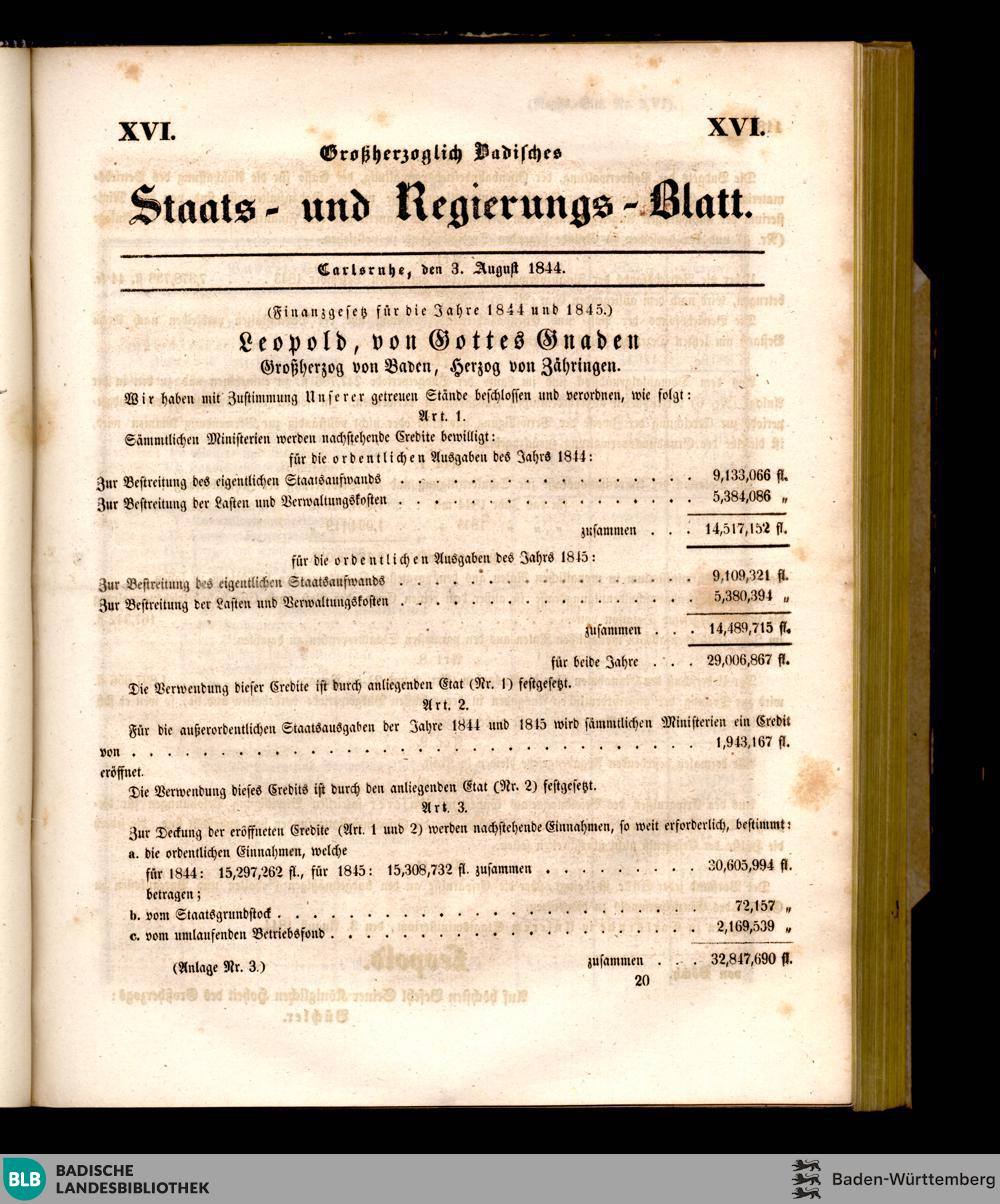 XVI. XVI.
Großherzoglich Badisches
Staats- und Regierungs-Blatt.
Carlsruhe, den 3. August 1844.
(Finanzgesetz für die Jahre 1844 und 1845.)
Leopold, von Gottes Gnaden
Großherzog von Baden, Herzog von Zähringen.
Wir haben mit Zustimmung Unserer getreuen Stände beschlossen und verordnen, wie folgt:
Art. 1.
Sämmtlichen Ministerien werden nachstehende Credite bewilligt:
für die ordentlichen Ausgaben des Jahrs 1844:
Zur Bestreitung des eigentlichen Staatsaufwands . . . . . . . . . . . . . . . 9,133,066 fl.
Zur Bestreitung der Lasten und Verwaltungskosten . . . . . . . . . . . . . . . 5,384,086 „
zusammen . . . 14,517,152 fl.
für die ordentlichen Ausgaben des Jahrs 1845:
Zur Bestreitung des eigentlichen Staatsaufwands . . . . . . . . . . . . . . . 9,109,321 fl.
Zur Bestreitung der Lasten und Verwaltungskosten . . . . . . . . . . . . . . . 5,380,394 „
zusammen . . . 14,489,715 fl.
für beide Jahre . . . 29,006,867 fl.
Die Verwendung dieser Credite ist durch anliegenden Etat (Nr. 1) festgesetzt.
Art. 2.
Für die außerordentlichen Staatsausgaben der Jahre 1844 und 1845 wird sämmtlichen Ministerien ein Credit
von . . . . . . . . . . . . . . . . . . . . . . . . . . . . . 1,943,167 fl.
eröffnet.
Die Verwendung dieses Credits ist durch den anliegenden Etat (Nr. 2) festgesetzt.
Art. 3.
Zur Deckung der eröffneten Credite (Art. 1 und 2) werden nachstehende Einnahmen, so weit erforderlich, bestimmt:
a. die ordentlichen Einnahmen, welche
für 1844: 15,297,262 fl., für 1845: 15,308,732 fl. zusammen . . . . . . . . . 30,605,994 fl.
betragen;
b. vom Staatsgrundstock . . . . . . . . . . . . . . . . . . . . . . 72,157 „
c. vom umlaufenden Betriebsfond . . . . . . . . . . . . . . . . . . . 2,169,539 „
(Anlage Nr. 3.) zusammen . . . 32,847,690 fl.
20
BLB BADISCHE
LANDESBIBLIOTHEK
Baden-Württemberg